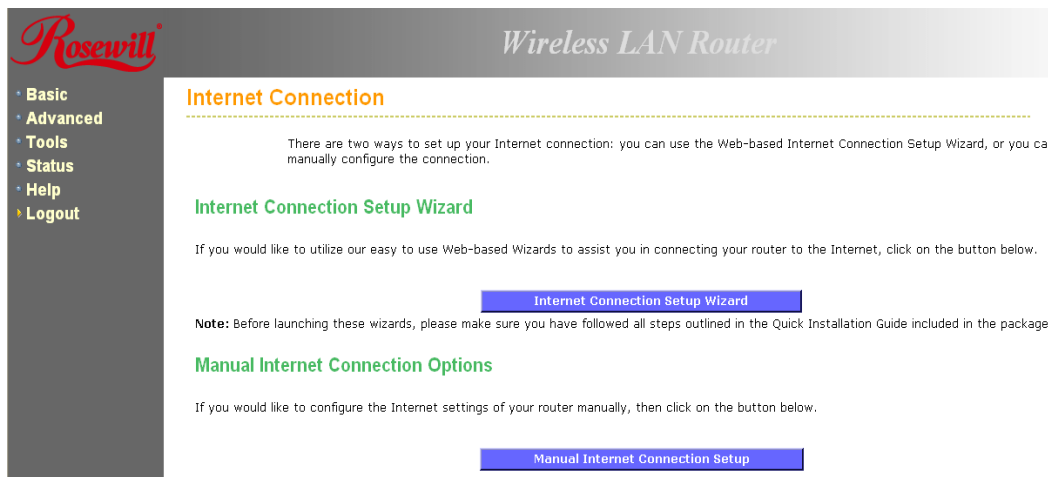 Rosewill
Wireless LAN Router
Basic
Advanced
Tools
Status
Help
Logout
Internet Connection
There are two ways to set up your Internet connection: you can use the Web-based Internet Connection Setup Wizard, or you ca
manually configure the connection.
Internet Connection Setup Wizard
If you would like to utilize our easy to use Web-based Wizards to assist you in connecting your router to the Internet, click on the button below.
Internet Connection Setup Wizard
Note: Before launching these wizards, please make sure you have followed all steps outlined in the Quick Installation Guide included in the package
Manual Internet Connection Options
If you would like to configure the Internet settings of your router manually, then click on the button below.
Manual Internet Connection Setup